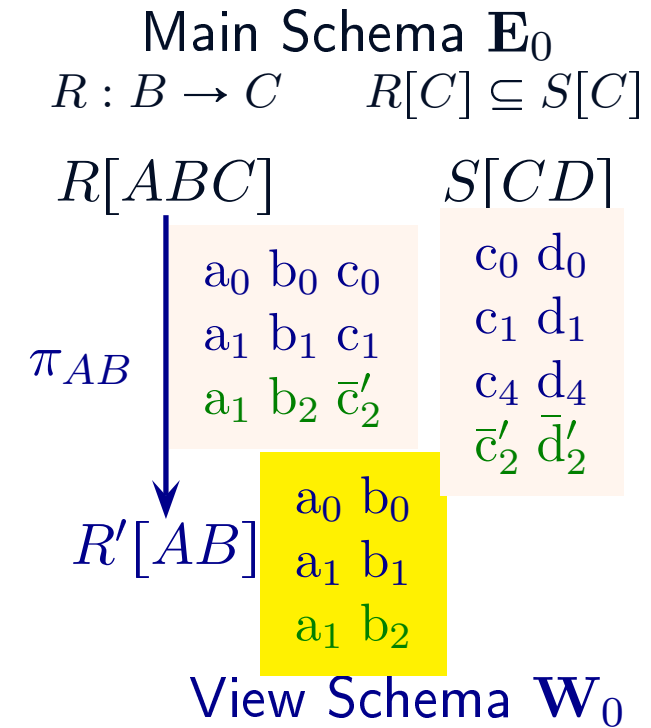 Main Schema E₀
R : B → C R[C] ⊆ S[C]
R[ABC] S[CD]
a₀ b₀ c₀
a₁ b₁ c₁
a₁ b₂ c̄′₂
c₀ d₀
c₁ d₁
c₄ d₄
c̄′₂ d̄′₂
π_AB
R′[AB]
a₀ b₀
a₁ b₁
a₁ b₂
View Schema W₀